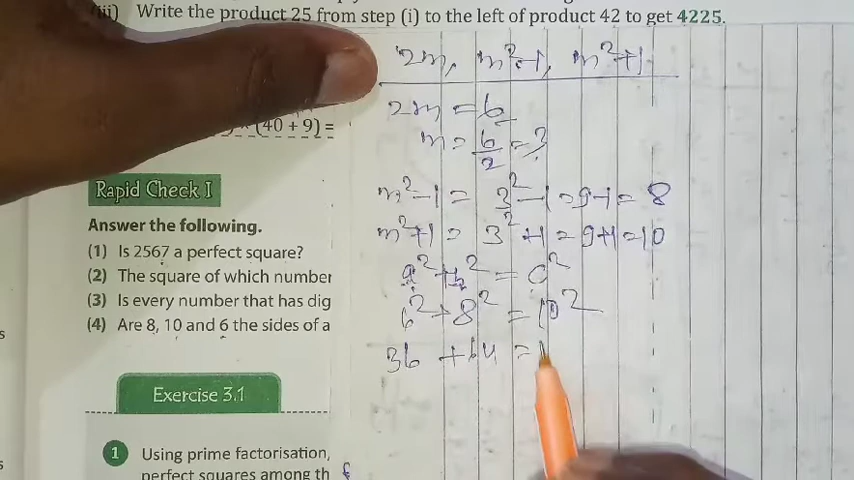 iii) Write the product 25 from step (i) to the left of product 42 to get 4225.
2m, m²-1, m²+1
(40 + 9) =
2m = 6
m = 6/2 = 3
Rapid Check I
m²-1 = 3²-1 = 9-1 = 8
Answer the following.
m²+1 = 3²+1 = 9+1 = 10
(1) Is 2567 a perfect square?
a²+b² = c²
(2) The square of which number
(3) Is every number that has dig
6²+8² = 10²
(4) Are 8, 10 and 6 the sides of a
36 + 64 = 1
Exercise 3.1
1 Using prime factorisation,
perfect squares among th